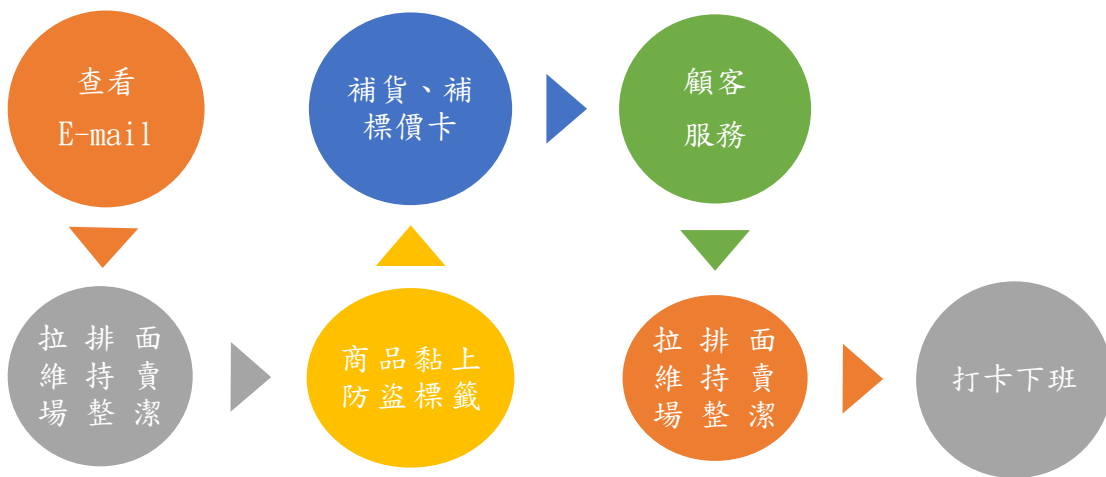 查看
E-mail
拉排面
維持賣
場整潔
商品黏上
防盜標籤
補貨、補
標價卡
顧客
服務
拉排面
維持賣
場整潔
打卡下班